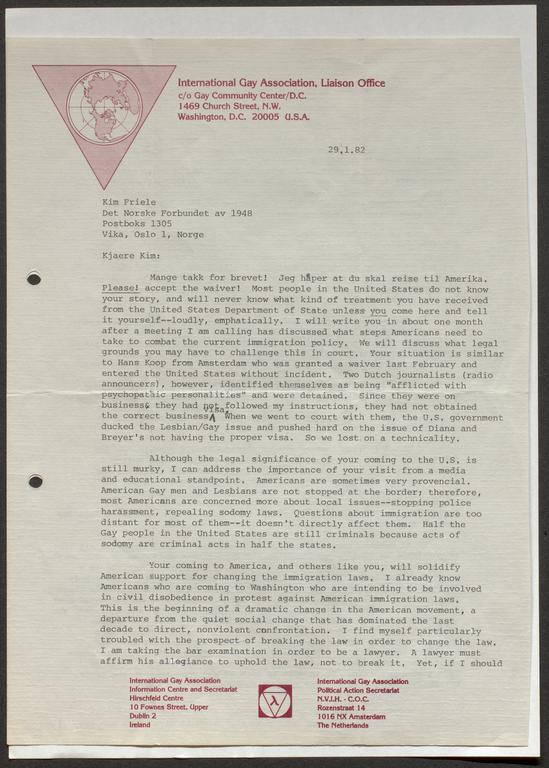 International Gay Association, Liaison Office
c/o Gay Community Center/D.C.
1469 Church Street, N.W.
Washington, D.C. 20005 U.S.A.
29.1.82
Kim Friele
Det Norske Forbundet av 1948
Postboks 1305
Vika, Oslo 1, Norge
Kjaere Kim:
Mange takk for brevet! Jeg håper at du skal reise til Amerika.
Please! accept the waiver! Most people in the United States do not know
your story, and will never know what kind of treatment you have received
from the United States Department of State unless you come here and tell
it yourself--loudly, emphatically. I will write you in about one month
after a meeting I am calling has discussed what steps Americans need to
take to combat the current immigration policy. We will discuss what legal
grounds you may have to challenge this in court. Your situation is similar
to Hans Koop from Amsterdam who was granted a waiver last February and
entered the United States without incident. Two Dutch journalists (radio
announcers), however, identified themselves as being "afflicted with
psychopathic personalities" and were detained. Since they were on
business, they had not followed my instructions, they had not obtained
the correct business visa. When we went to court with them, the U.S. government
ducked the Lesbian/Gay issue and pushed hard on the issue of Diana and
Breyer's not having the proper visa. So we lost on a technicality.
Although the legal significance of your coming to the U.S. is
still murky, I can address the importance of your visit from a media
and educational standpoint. Americans are sometimes very provencial.
American Gay men and Lesbians are not stopped at the border; therefore,
most Americans are concerned more about local issues--stopping police
harassment, repealing sodomy laws. Questions about immigration are too
distant for most of them--it doesn't directly affect them. Half the
Gay people in the United States are still criminals because acts of
sodomy are criminal acts in half the states.
Your coming to America, and others like you, will solidify
American support for changing the immigration laws. I already know
Americans who are coming to Washington who are intending to be involved
in civil disobedience in protest against American immigration laws.
This is the beginning of a dramatic change in the American movement, a
departure from the quiet social change that has dominated the last
decade to direct, nonviolent confrontation. I find myself particularly
troubled with the prospect of breaking the law in order to change the law.
I am taking the bar examination in order to be a lawyer. A lawyer must
affirm his allegiance to uphold the law, not to break it. Yet, if I should
International Gay Association
Information Centre and Secretariat
Hirschfeld Centre
10 Fownes Street, Upper
Dublin 2
Ireland
λ
International Gay Association
Political Action Secretariat
N.V.I.H. - C.O.C.
Rozenstraat 14
1016 NX Amsterdam
The Netherlands